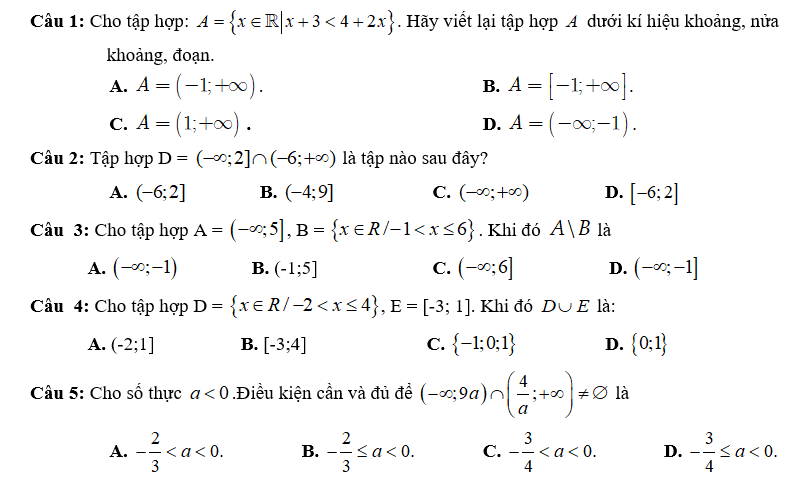 Câu 1: Cho tập hợp: A = {x ∈ ℝ|x + 3 < 4 + 2x}. Hãy viết lại tập hợp A dưới kí hiệu khoảng, nửa
khoảng, đoạn.
A. A = (−1; +∞). B. A = [−1; +∞].
C. A = (1; +∞). D. A = (−∞; −1).
Câu 2: Tập hợp D = (−∞; 2] ∩ (−6; +∞) là tập nào sau đây?
A. (−6; 2] B. (−4; 9] C. (−∞; +∞) D. [−6; 2]
Câu 3: Cho tập hợp A = (−∞; 5], B = {x ∈ R / −1 < x ≤ 6}. Khi đó A \ B là
A. (−∞; −1) B. (-1;5] C. (−∞; 6] D. (−∞; −1]
Câu 4: Cho tập hợp D = {x ∈ R / −2 < x ≤ 4}, E = [-3; 1]. Khi đó D ∪ E là:
A. (-2;1] B. [-3;4] C. {−1; 0; 1} D. {0; 1}
Câu 5: Cho số thực a < 0 .Điều kiện cần và đủ để (−∞; 9a) ∩ (4/a; +∞) ≠ ∅ là
A. −2/3 < a < 0. B. −2/3 ≤ a < 0. C. −3/4 < a < 0. D. −3/4 ≤ a < 0.